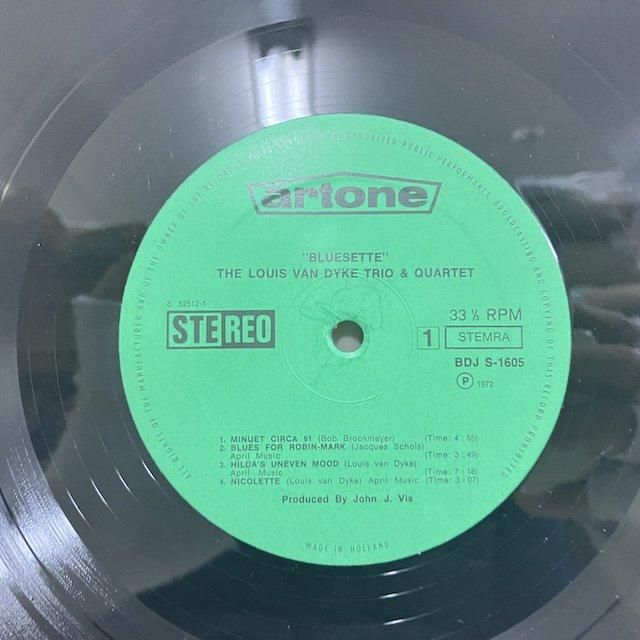 ALL RIGHTS OF THE MANUFACTURER AND OF THE OWNER OF THE RECORDED
UNAUTHORIZED PUBLIC PERFORMANCE, BROADCASTING AND COPYING OF THIS RECORD PROHIBITED
artone
"BLUESETTE"
THE LOUIS VAN DYKE TRIO & QUARTET
S 52512-1
STEREO
33 ⅓ RPM
1 STEMRA
BDJ S-1605
Ⓟ 1972
1. MINUET CIRCA 61 (Bob Brookmeyer) (Time: 4 : 55)
2. BLUES FOR ROBIN-MARK (Jacques Schols)
April Music (Time: 3 : 49)
3. HILDA'S UNEVEN MOOD (Louis van Dyke)
April Music (Time: 7 : 18)
4. NICOLETTE (Louis van Dyke) April Music (Time: 3 : 07)
Produced By John J. Vis
MADE IN HOLLAND